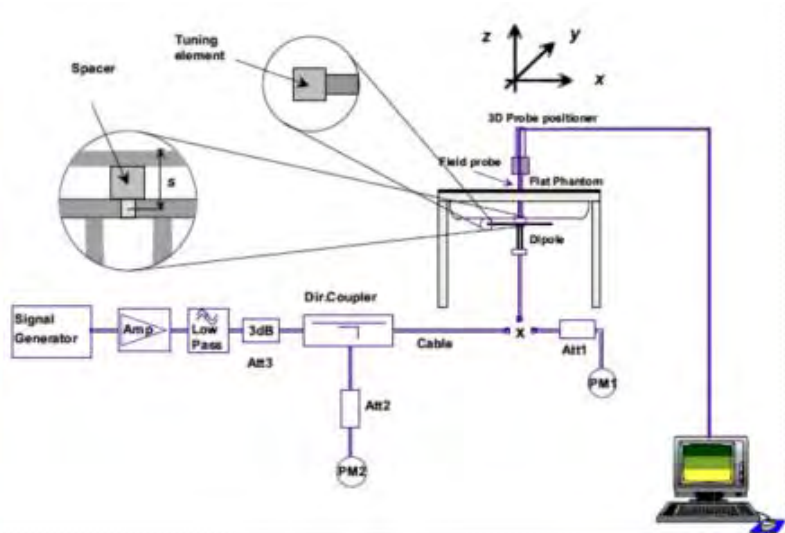 Tuning
element
Spacer
s
z
y
x
3D Probe positioner
Field probe
Flat Phantom
Dipole
Dir.Coupler
Signal
Generator
Amp
Low
Pass
3dB
Att3
Cable
x
Att1
PM1
Att2
PM2